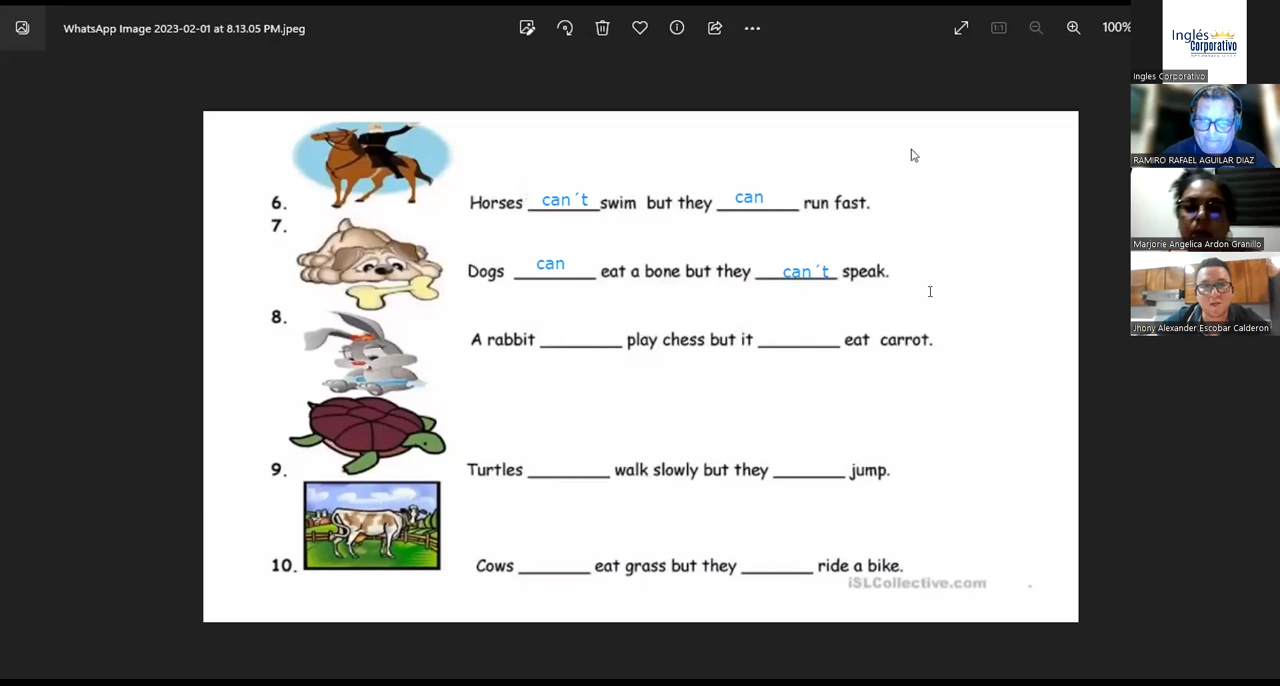 WhatsApp Image 2023-02-01 at 8.13.05 PM.jpeg
100%
Inglés
Corporativo
Ingles Corporativo
RAMIRO RAFAEL AGUILAR DIAZ
Marjorie Angelica Ardon Granillo
Jhony Alexander Escobar Calderon
6. Horses can´t swim but they can run fast.
7. Dogs can eat a bone but they can´t speak.
8. A rabbit ________ play chess but it ________ eat carrot.
9. Turtles ________ walk slowly but they _______ jump.
10. Cows _______ eat grass but they _______ ride a bike.
iSLCollective.com